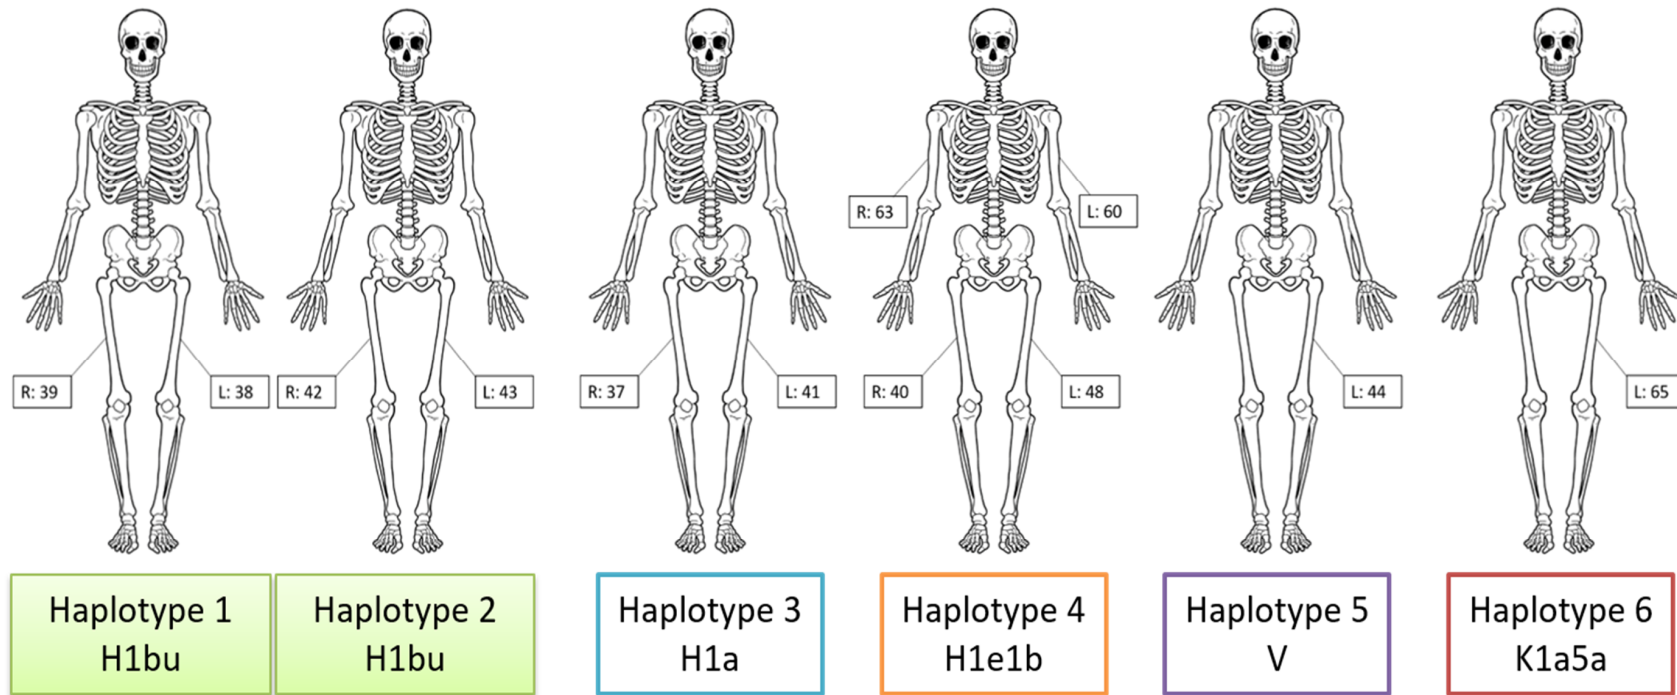 R: 63
L: 60
R: 39
L: 38
R: 42
L: 43
R: 37
L: 41
R: 40
L: 48
L: 44
L: 65
Haplotype 1
H1bu
Haplotype 2
H1bu
Haplotype 3
H1a
Haplotype 4
H1e1b
Haplotype 5
V
Haplotype 6
K1a5a